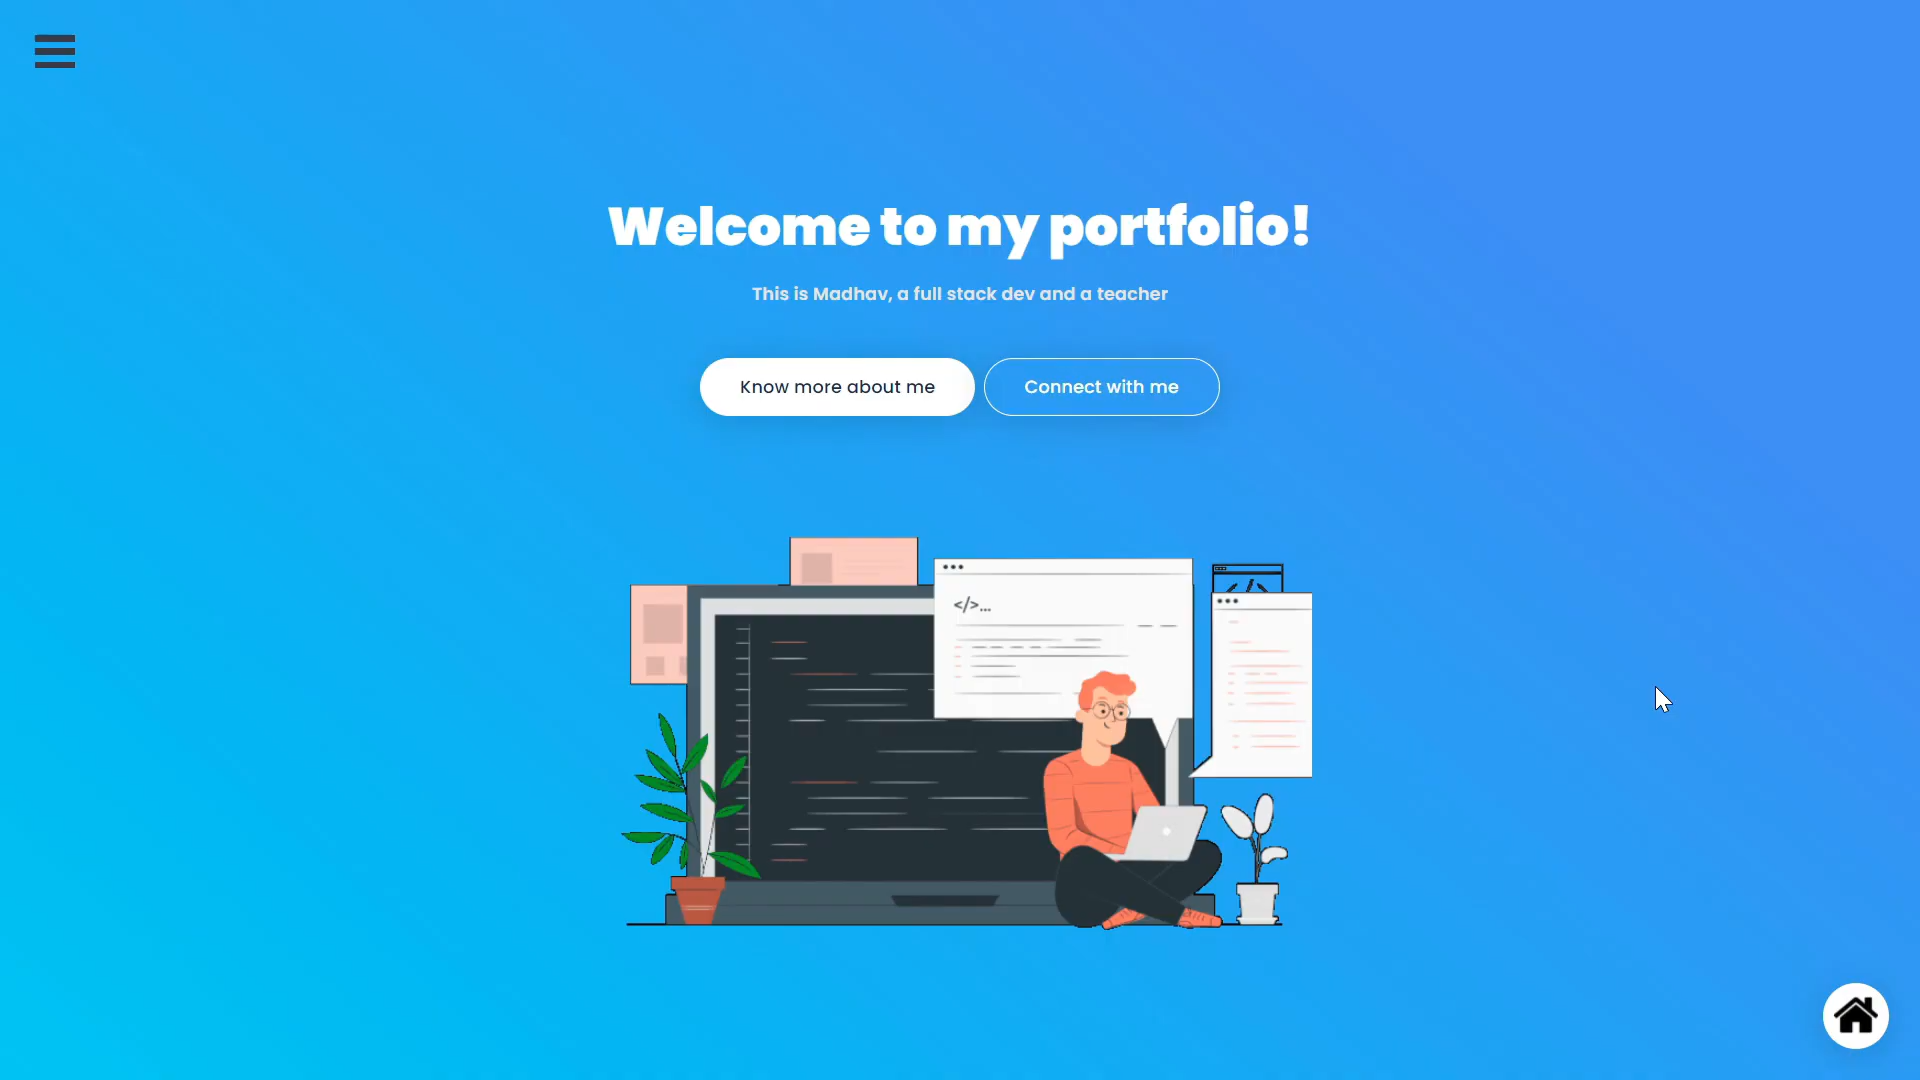 Welcome to my portfolio!
This is Madhav, a full stack dev and a teacher
Know more about me
Connect with me
</>...
</>